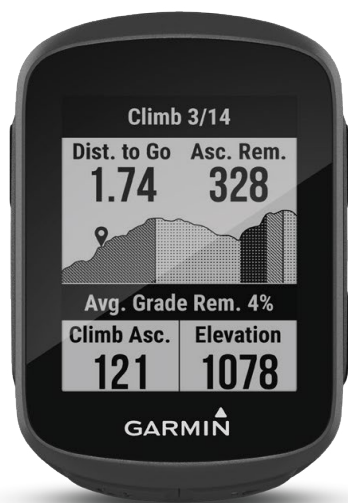 Climb 3/14
Dist. to Go Asc. Rem.
1.74 328
Avg. Grade Rem. 4%
Climb Asc. Elevation
121 1078
GARMIN